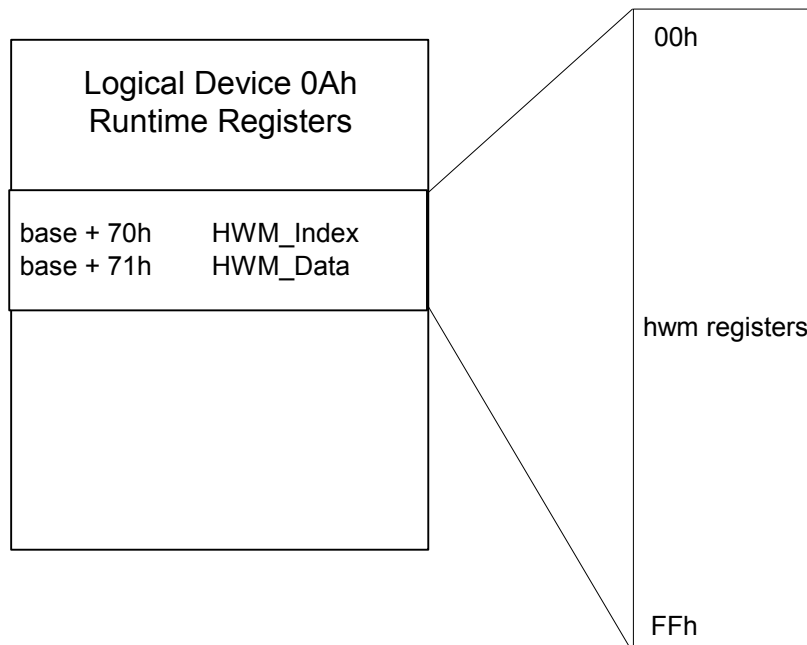 Logical Device 0Ah
Runtime Registers
base + 70h HWM_Index
base + 71h HWM_Data
00h
hwm registers
FFh